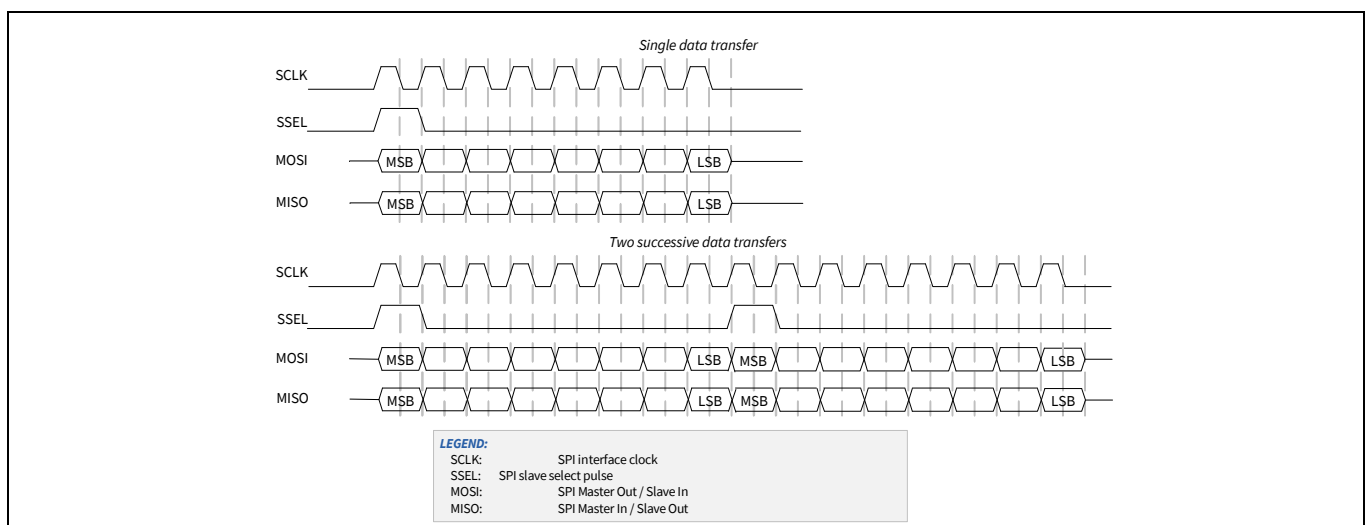 Single data transfer
SCLK
SSEL
MOSI MSB LSB
MISO MSB LSB
Two successive data transfers
SCLK
SSEL
MOSI MSB LSB MSB LSB
MISO MSB LSB MSB LSB
LEGEND:
SCLK: SPI interface clock
SSEL: SPI slave select pulse
MOSI: SPI Master Out / Slave In
MISO: SPI Master In / Slave Out